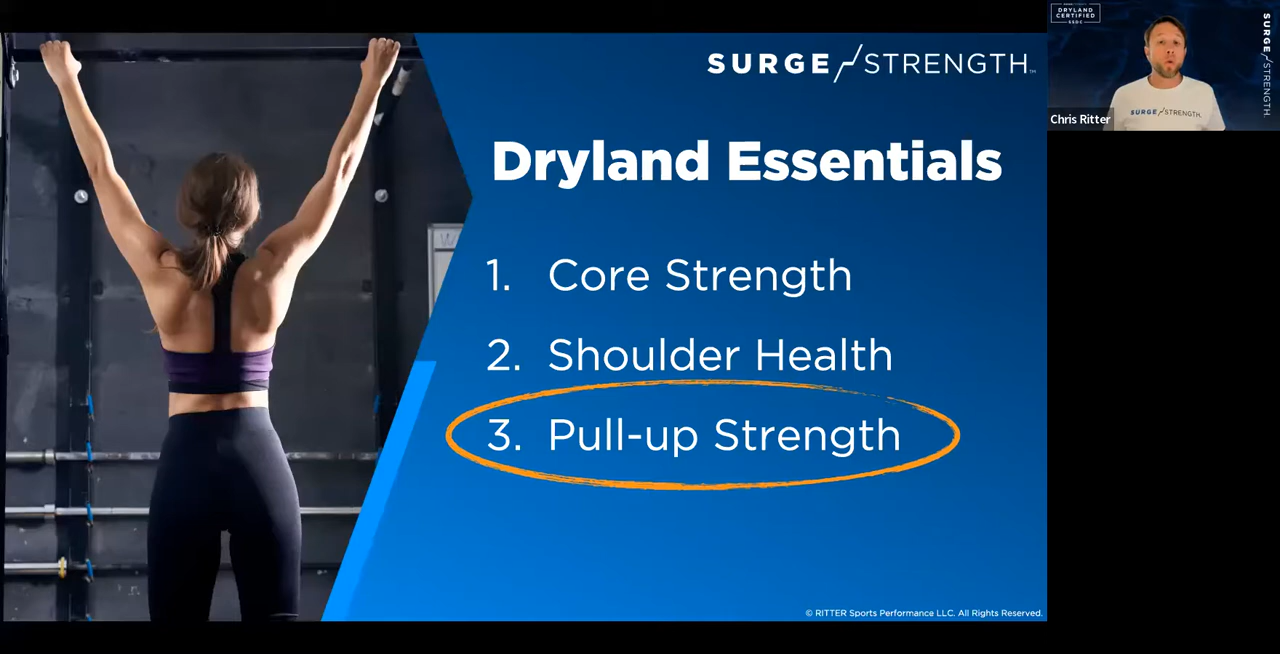 SURGE STRENGTH™
Dryland Essentials
1. Core Strength
2. Shoulder Health
3. Pull-up Strength
© RITTER Sports Performance LLC. All Rights Reserved.
DRYLAND
CERTIFIED
SURGE STRENGTH.
SURGE STRENGTH.
Chris Ritter